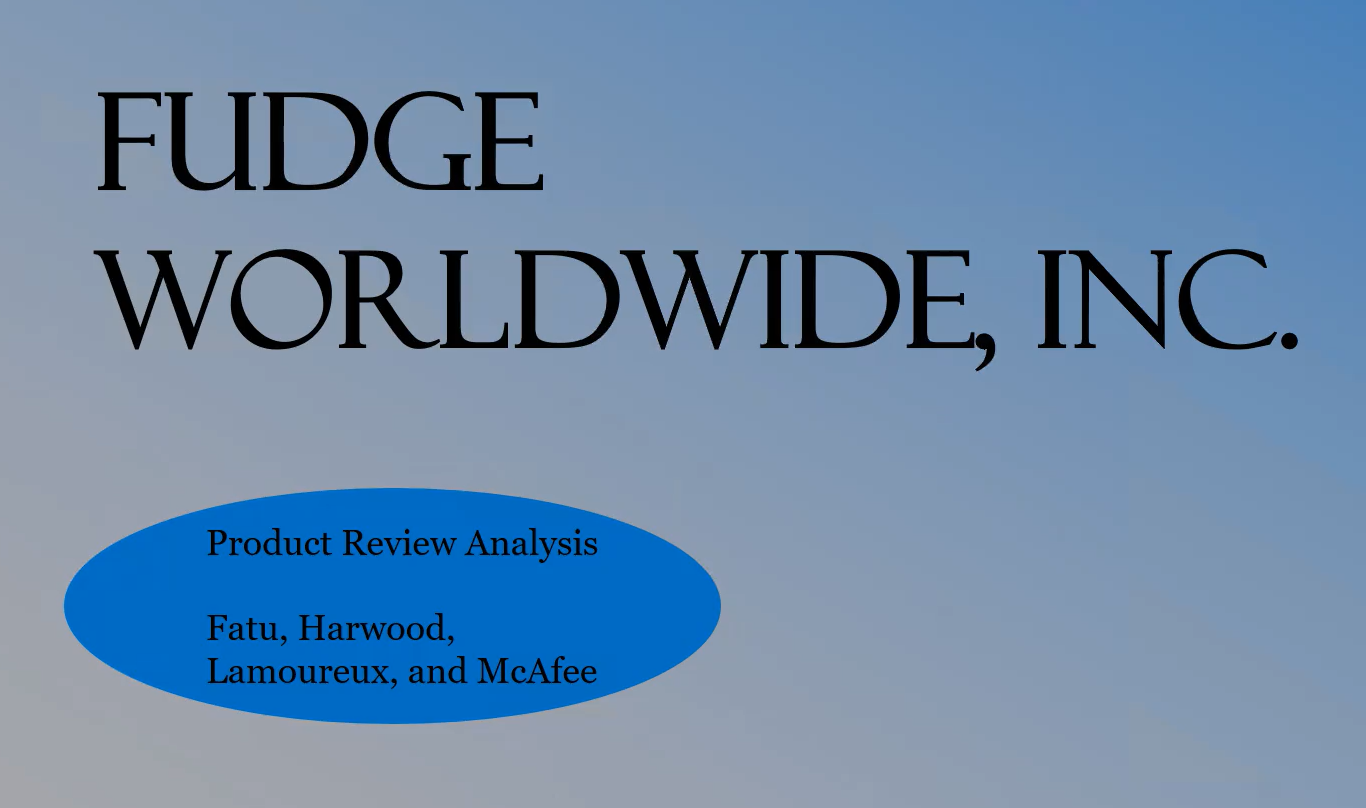 FUDGE
WORLDWIDE, INC.
Product Review Analysis
Fatu, Harwood,
Lamoureux, and McAfee